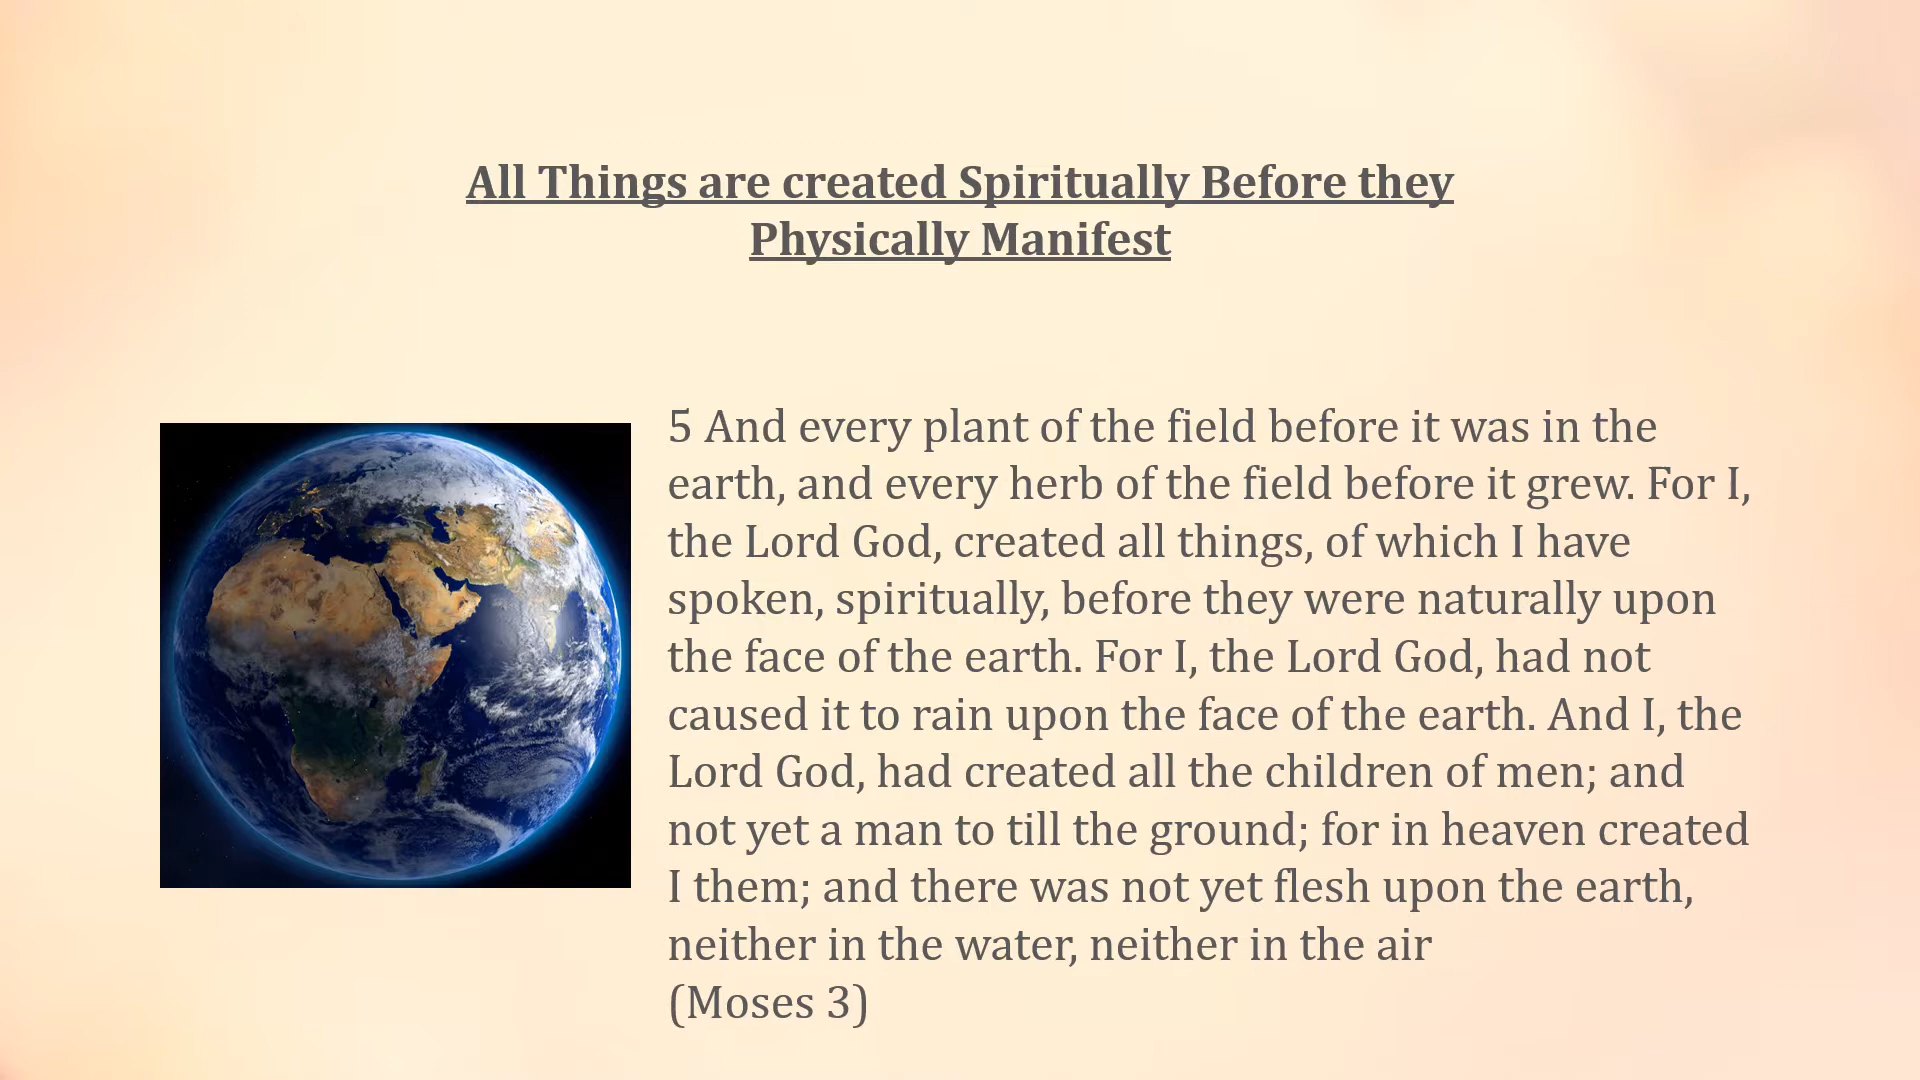 All Things are created Spiritually Before they
Physically Manifest
5 And every plant of the field before it was in the
earth, and every herb of the field before it grew. For I,
the Lord God, created all things, of which I have
spoken, spiritually, before they were naturally upon
the face of the earth. For I, the Lord God, had not
caused it to rain upon the face of the earth. And I, the
Lord God, had created all the children of men; and
not yet a man to till the ground; for in heaven created
I them; and there was not yet flesh upon the earth,
neither in the water, neither in the air
(Moses 3)